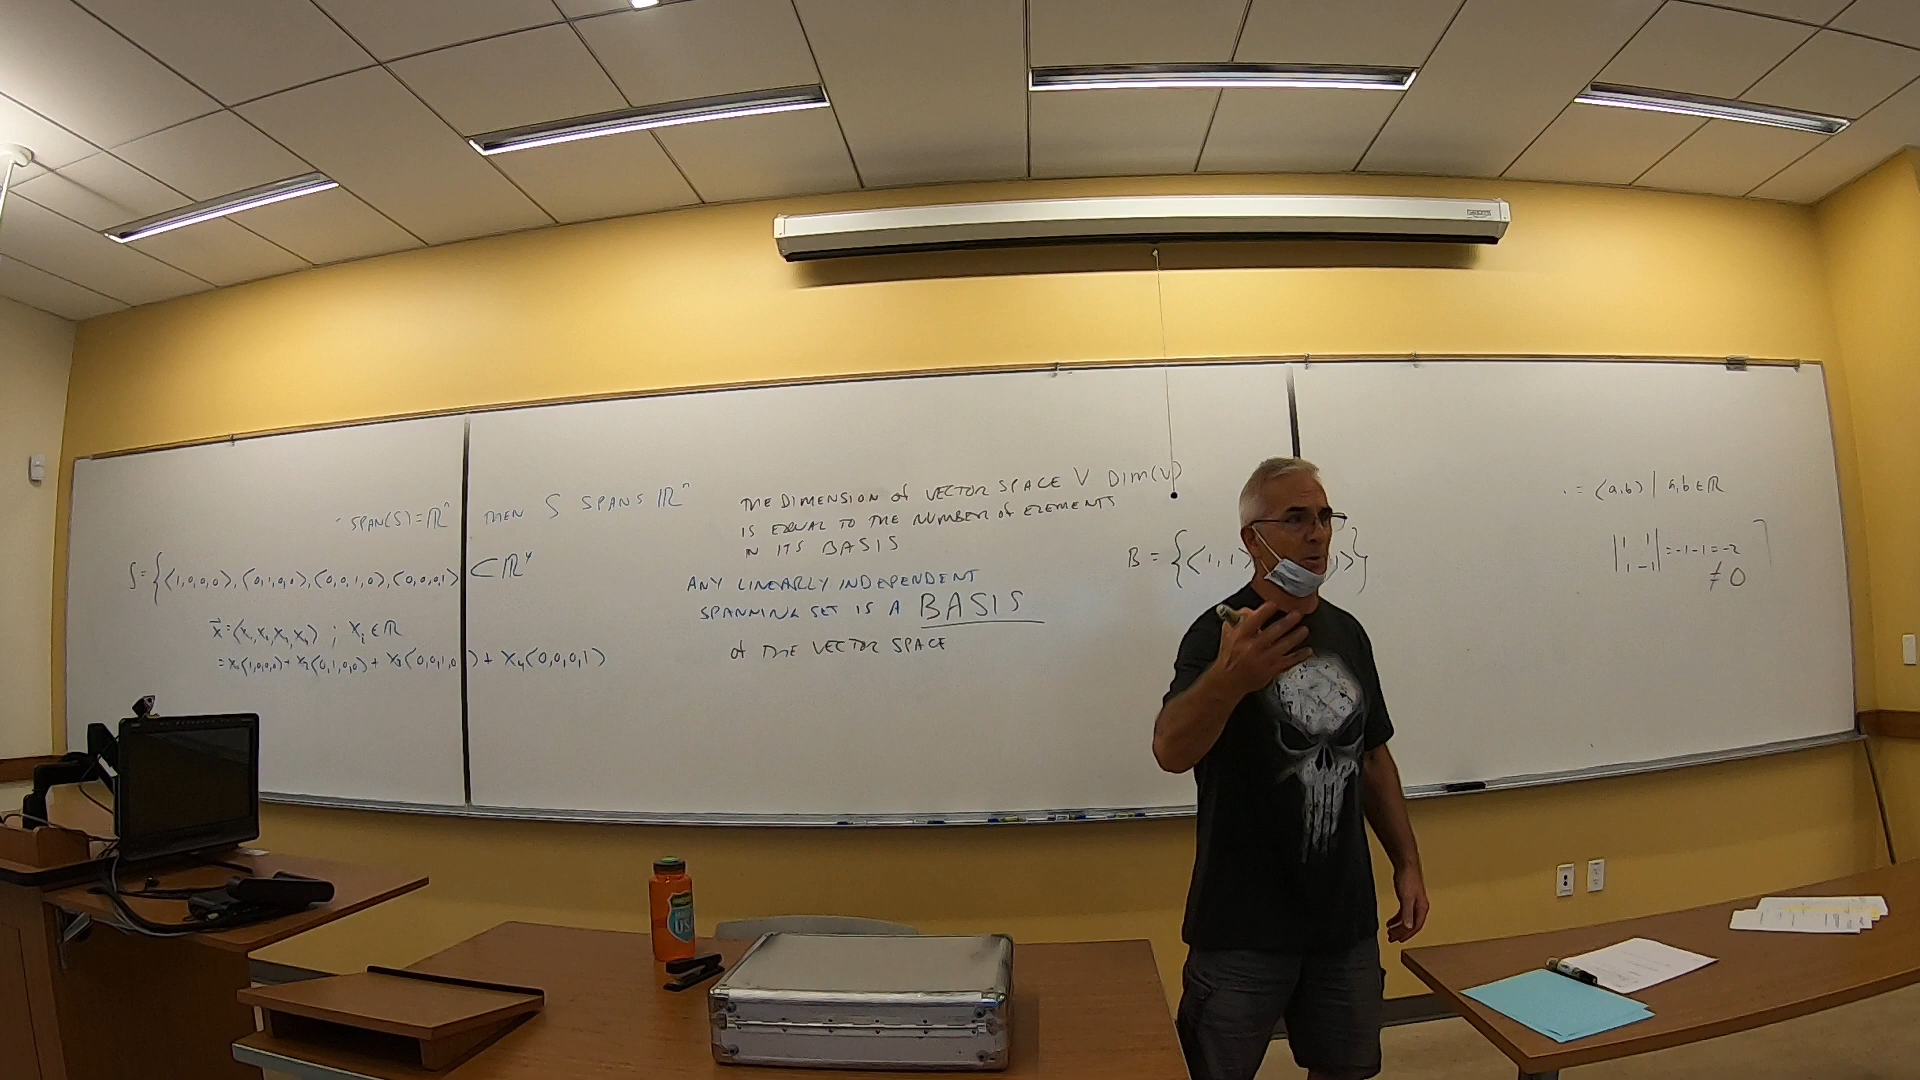 SPAN(S)=ℝⁿ THEN S SPANS ℝⁿ
S={⟨1,0,0,0⟩, ⟨0,1,0,0⟩, ⟨0,0,1,0⟩, ⟨0,0,0,1⟩ ⊂ℝ⁴
x⃗=⟨x₁,x₂,x₃,x₄⟩ ; xᵢ∈ℝ
=x₁⟨1,0,0,0⟩+x₂⟨0,1,0,0⟩+x₃⟨0,0,1,0⟩+x₄⟨0,0,0,1⟩
THE DIMENSION of VECTOR SPACE V DIM(V)
IS EQUAL TO THE NUMBER of ELEMENTS
IN ITS BASIS
ANY LINEARLY INDEPENDENT
SPANNING SET IS A BASIS
of THE VECTOR SPACE
B = {⟨1,1⟩ ⟩}
= ⟨a,b⟩ | a,b∈ℝ
|1 1|
|1 -1| =-1-1=-2
≠0